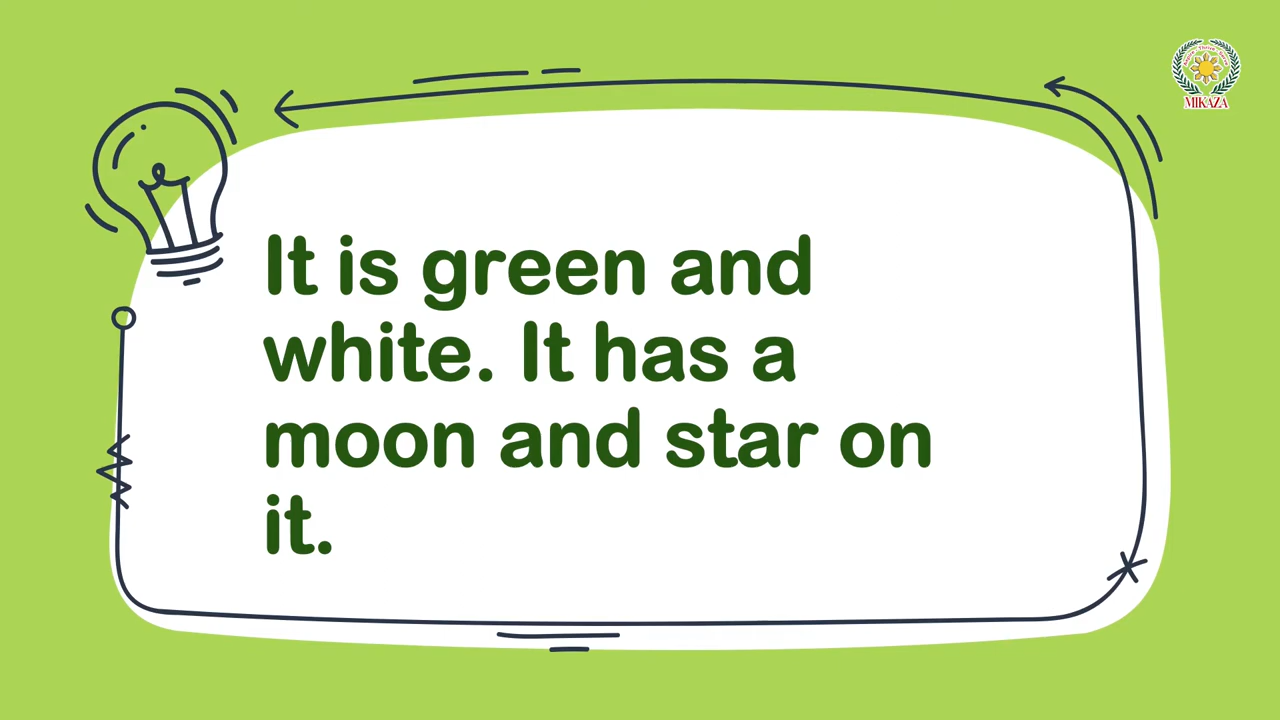 It is green and
white. It has a
moon and star on
it.
MIKAZA